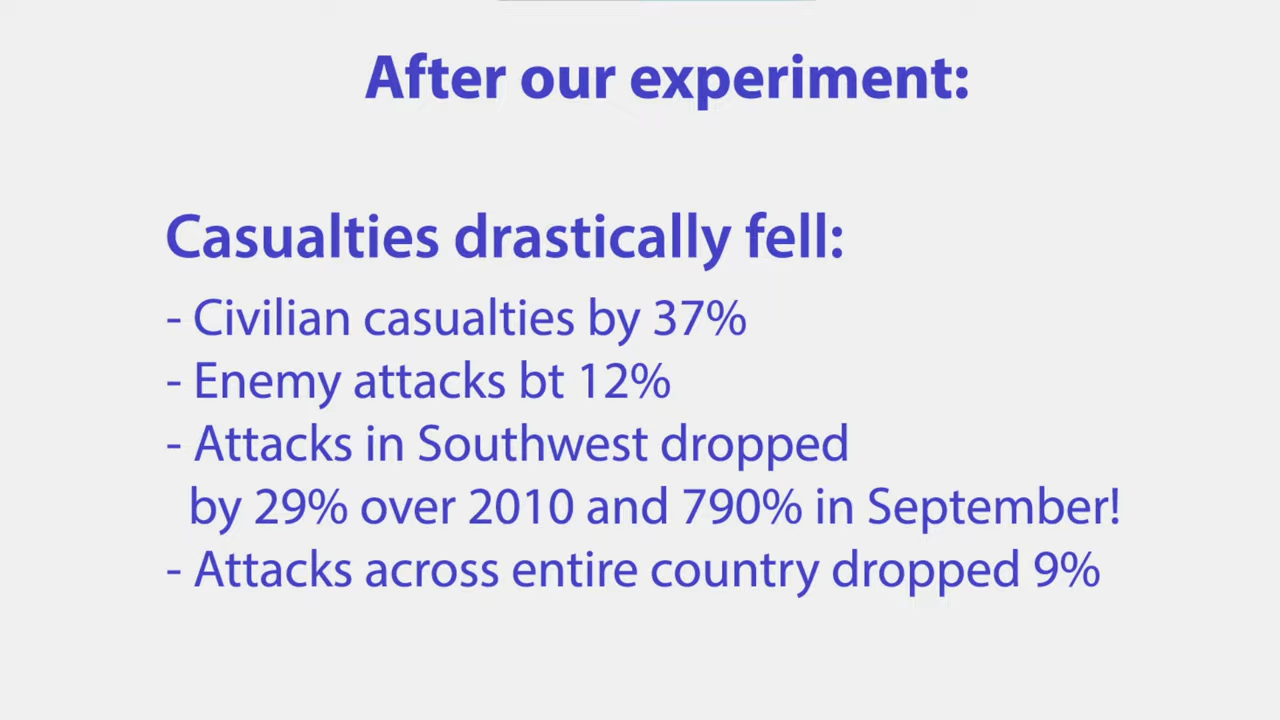 After our experiment:
Casualties drastically fell:
- Civilian casualties by 37%
- Enemy attacks bt 12%
- Attacks in Southwest dropped
by 29% over 2010 and 790% in September!
- Attacks across entire country dropped 9%